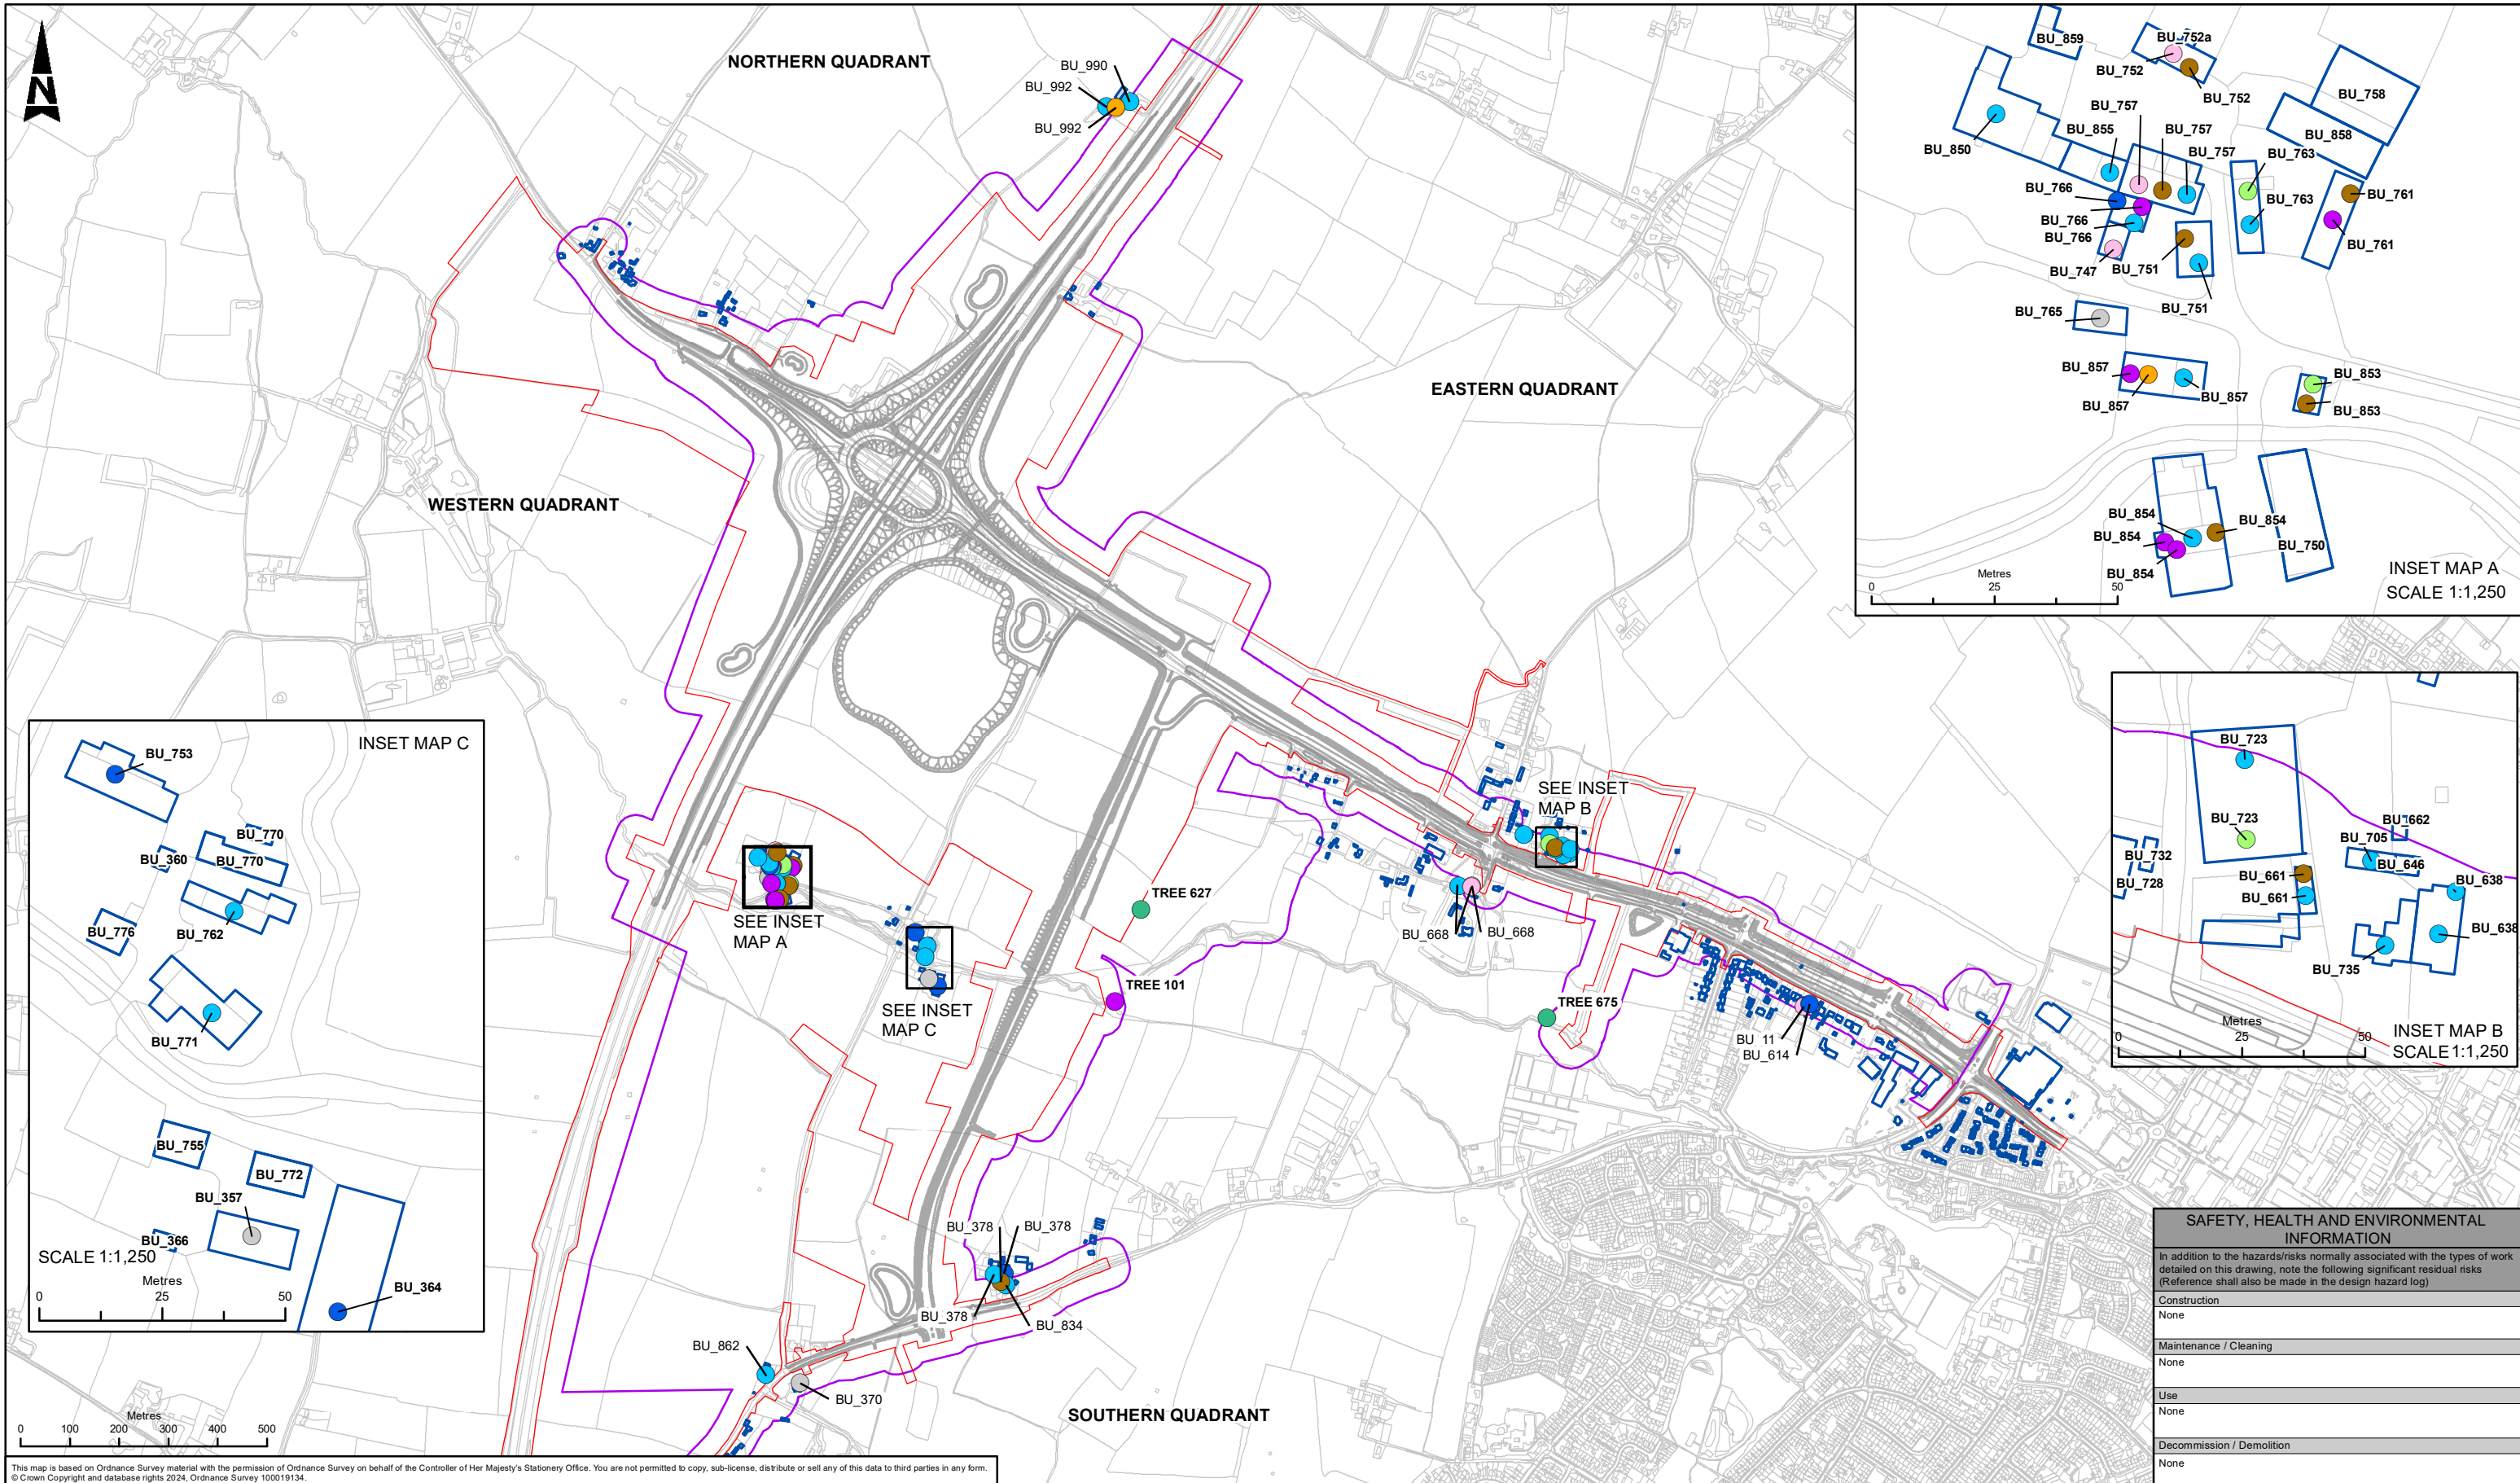 N
NORTHERN QUADRANT
BU_990
BU_992
BU_992
EASTERN QUADRANT
WESTERN QUADRANT
SOUTHERN QUADRANT
BU_859
BU_752a
BU_752
BU_752
BU_758
BU_757
BU_858
BU_855
BU_757
BU_757
BU_763
BU_850
BU_766
BU_761
BU_763
BU_766
BU_766
BU_761
BU_747
BU_751
BU_751
BU_765
BU_857
BU_857
BU_857
BU_853
BU_853
BU_854
BU_854
BU_854
BU_854
BU_750
INSET MAP A
SCALE 1:1,250
Metres
0 25 50
INSET MAP C
BU_753
BU_770
BU_360
BU_770
BU_776
BU_762
BU_771
BU_755
BU_772
BU_357
BU_366
SCALE 1:1,250
BU_364
Metres
0 25 50
BU_723
BU_723
BU_662
BU_705
BU_646
BU_732
BU_728
BU_661
BU_661
BU_638
BU_638
BU_735
INSET MAP B
SCALE 1:1,250
Metres
0 25 50
SEE INSET
MAP B
SEE INSET
MAP A
SEE INSET
MAP C
TREE 627
TREE 101
TREE 675
BU_668
BU_668
BU_11
BU_614
BU_378
BU_378
BU_378
BU_834
BU_862
BU_370
Metres
0 100 200 300 400 500
SAFETY, HEALTH AND ENVIRONMENTAL
INFORMATION
In addition to the hazards/risks normally associated with the types of work
detailed on this drawing, note the following significant residual risks
(Reference shall also be made in the design hazard log)
Construction
None
Maintenance / Cleaning
None
Use
None
Decommission / Demolition
None
This map is based on Ordnance Survey material with the permission of Ordnance Survey on behalf of the Controller of Her Majesty's Stationery Office. You are not permitted to copy, sub-license, distribute or sell any of this data to third parties in any form.
© Crown Copyright and database rights 2024, Ordnance Survey 100019134.